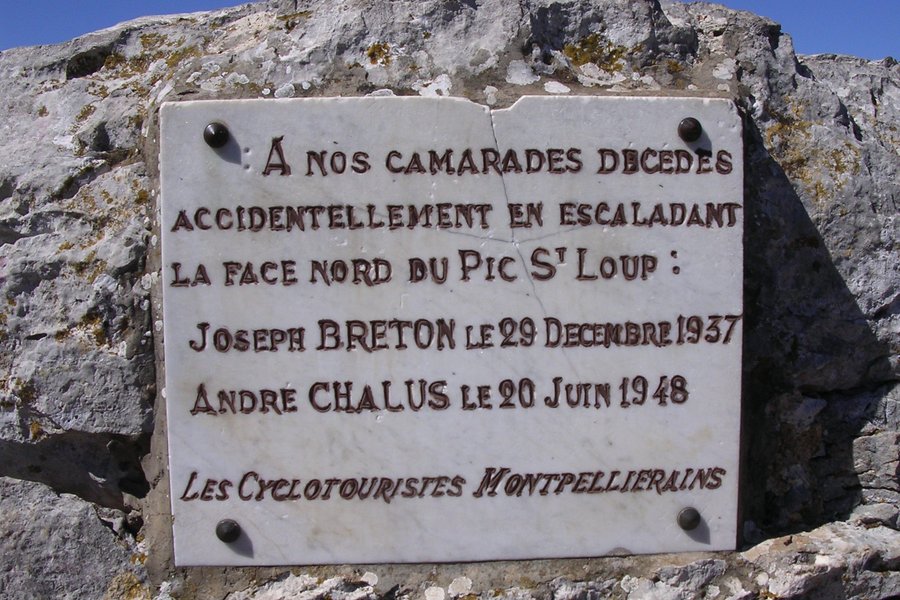 A NOS CAMARADES DECEDES
ACCIDENTELLEMENT EN ESCALADANT
LA FACE NORD DU PIC ST LOUP :
JOSEPH BRETON LE 29 DECEMBRE 1937
ANDRE CHALUS LE 20 JUIN 1948
LES CYCLOTOURISTES MONTPELLIERAINS